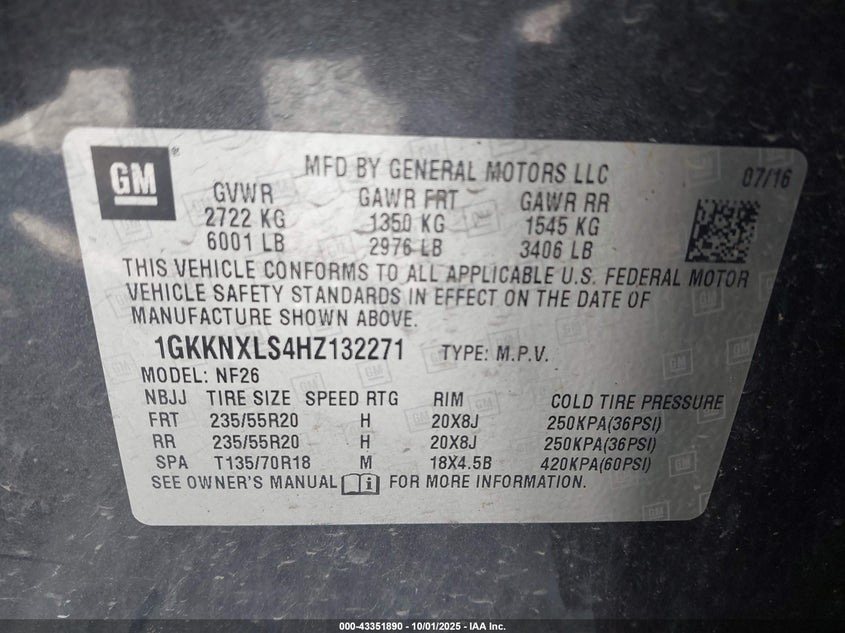 GM®
MFD BY GENERAL MOTORS LLC
07/16
GVWR GAWR FRT GAWR RR
2722 KG 1350 KG 1545 KG
6001 LB 2976 LB 3406 LB
THIS VEHICLE CONFORMS TO ALL APPLICABLE U.S. FEDERAL MOTOR
VEHICLE SAFETY STANDARDS IN EFFECT ON THE DATE OF
MANUFACTURE SHOWN ABOVE.
1GKKNXLS4HZ132271 TYPE: M.P.V.
MODEL: NF26
NBJJ TIRE SIZE SPEED RTG RIM COLD TIRE PRESSURE
FRT 235/55R20 H 20X8J 250KPA(36PSI)
RR 235/55R20 H 20X8J 250KPA(36PSI)
SPA T135/70R18 M 18X4.5B 420KPA(60PSI)
SEE OWNER'S MANUAL i FOR MORE INFORMATION.
000-43351890 - 10/01/2025 - IAA Inc.